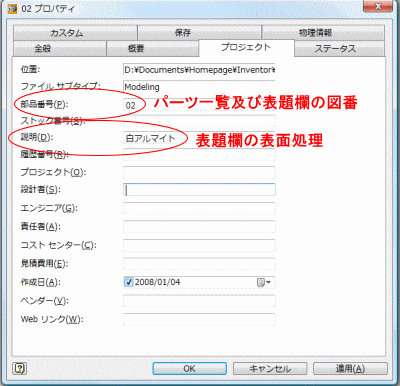 02 プロパティ
カスタム 保存 物理情報
全般 概要 プロジェクト ステータス
位置: D:¥Documents¥Homepage¥Inventor¥
ファイル サブタイプ: Modeling
部品番号(P): 02 パーツ一覧及び表題欄の図番
ストック番号(S):
説明(D): 白アルマイト 表題欄の表面処理
履歴番号(R):
プロジェクト(O):
設計者(S):
エンジニア(G):
責任者(A):
コスト センター(C):
見積費用(E):
作成日(A): 2008/01/04
ベンダー(V):
Web リンク(W):
? OK キャンセル 適用(A)